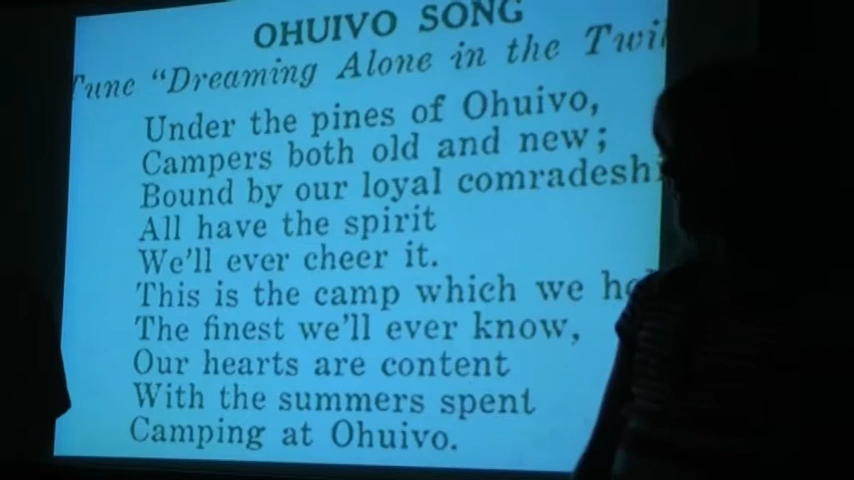 OHUIVO SONG
Tune "Dreaming Alone in the
Under the pines of Ohuivo,
Campers both old and new;
Bound by our loyal
All have the spirit
We'll ever cheer it.
This is the camp which we
The finest we'll ever know,
Our hearts are content
With the summers spent
Camping at Ohuivo.